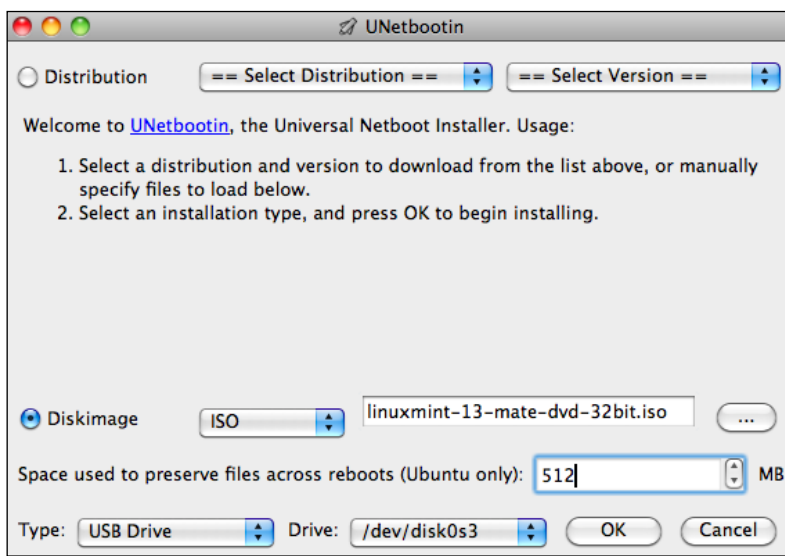 UNetbootin
Distribution == Select Distribution == == Select Version ==
Welcome to UNetbootin, the Universal Netboot Installer. Usage:
1. Select a distribution and version to download from the list above, or manually
specify files to load below.
2. Select an installation type, and press OK to begin installing.
Diskimage ISO linuxmint-13-mate-dvd-32bit.iso ...
Space used to preserve files across reboots (Ubuntu only): 512 MB
Type: USB Drive Drive: /dev/disk0s3 OK Cancel